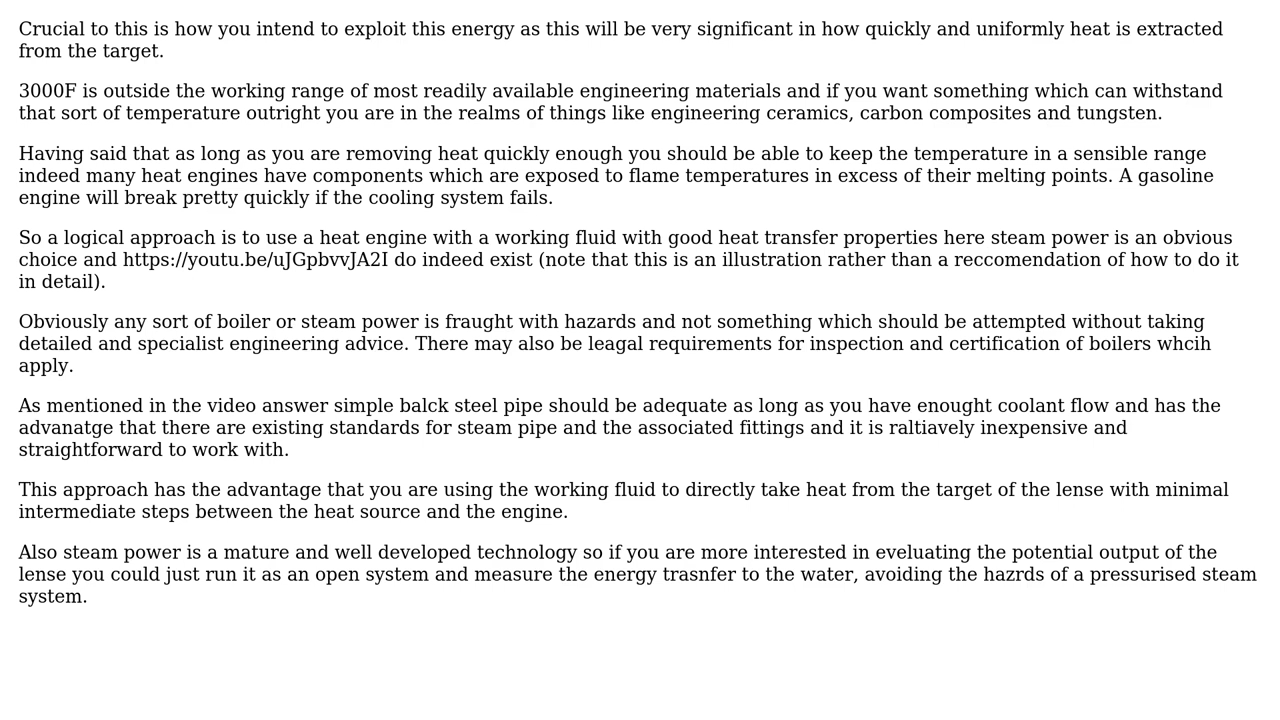 Crucial to this is how you intend to exploit this energy as this will be very significant in how quickly and uniformly heat is extracted
from the target.
3000F is outside the working range of most readily available engineering materials and if you want something which can withstand
that sort of temperature outright you are in the realms of things like engineering ceramics, carbon composites and tungsten.
Having said that as long as you are removing heat quickly enough you should be able to keep the temperature in a sensible range
indeed many heat engines have components which are exposed to flame temperatures in excess of their melting points. A gasoline
engine will break pretty quickly if the cooling system fails.
So a logical approach is to use a heat engine with a working fluid with good heat transfer properties here steam power is an obvious
choice and https://youtu.be/uJGpbvvJA2I do indeed exist (note that this is an illustration rather than a reccomendation of how to do it
in detail).
Obviously any sort of boiler or steam power is fraught with hazards and not something which should be attempted without taking
detailed and specialist engineering advice. There may also be leagal requirements for inspection and certification of boilers whcih
apply.
As mentioned in the video answer simple balck steel pipe should be adequate as long as you have enought coolant flow and has the
advanatge that there are existing standards for steam pipe and the associated fittings and it is raltiavely inexpensive and
straightforward to work with.
This approach has the advantage that you are using the working fluid to directly take heat from the target of the lense with minimal
intermediate steps between the heat source and the engine.
Also steam power is a mature and well developed technology so if you are more interested in eveluating the potential output of the
lense you could just run it as an open system and measure the energy trasnfer to the water, avoiding the hazrds of a pressurised steam
system.